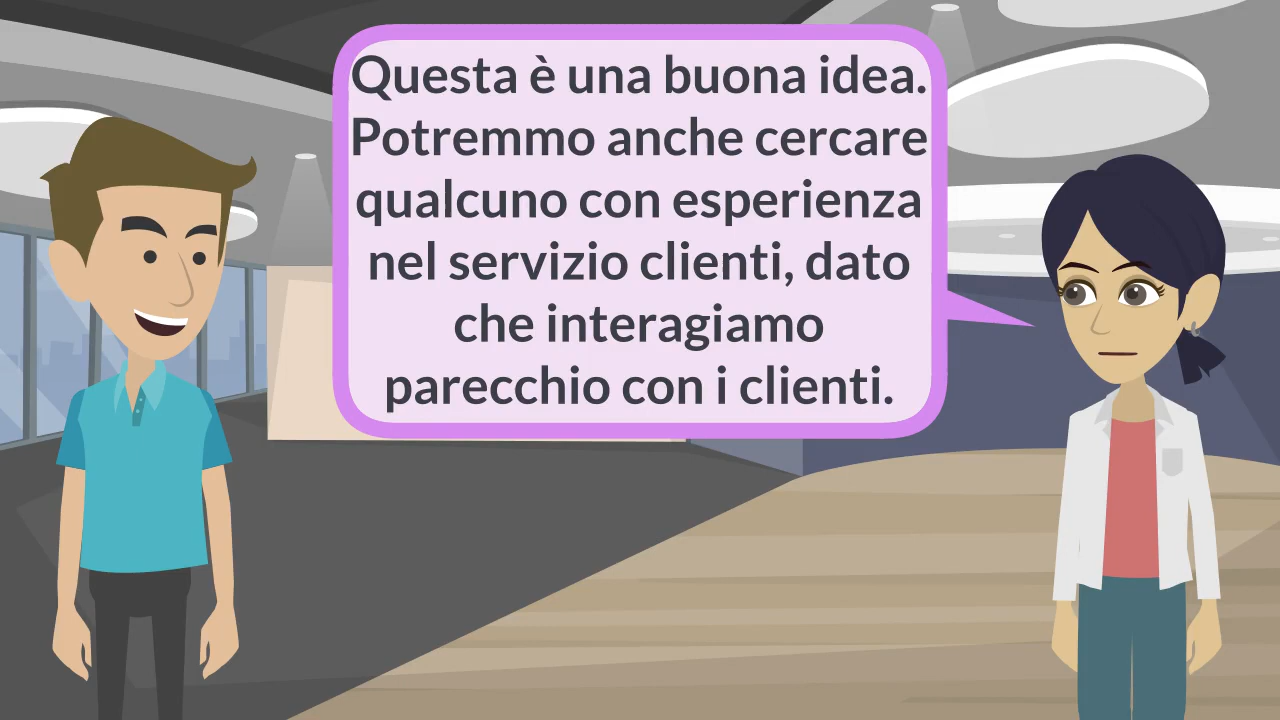 Questa è una buona idea.
Potremmo anche cercare
qualcuno con esperienza
nel servizio clienti, dato
che interagiamo
parecchio con i clienti.